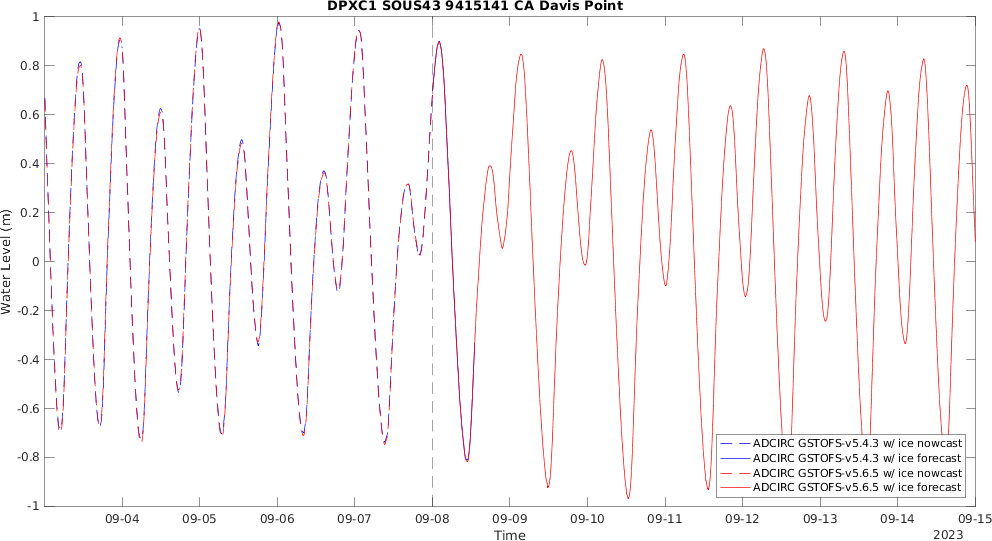 DPXC1 SOUS43 9415141 CA Davis Point
Water Level (m)
1
0.8
0.6
0.4
0.2
0
-0.2
-0.4
-0.6
-0.8
-1
ADCIRC GSTOFS-v5.4.3 w/ ice nowcast
ADCIRC GSTOFS-v5.4.3 w/ ice forecast
ADCIRC GSTOFS-v5.6.5 w/ ice nowcast
ADCIRC GSTOFS-v5.6.5 w/ ice forecast
09-04 09-05 09-06 09-07 09-08 09-09 09-10 09-11 09-12 09-13 09-14 09-15
Time
2023